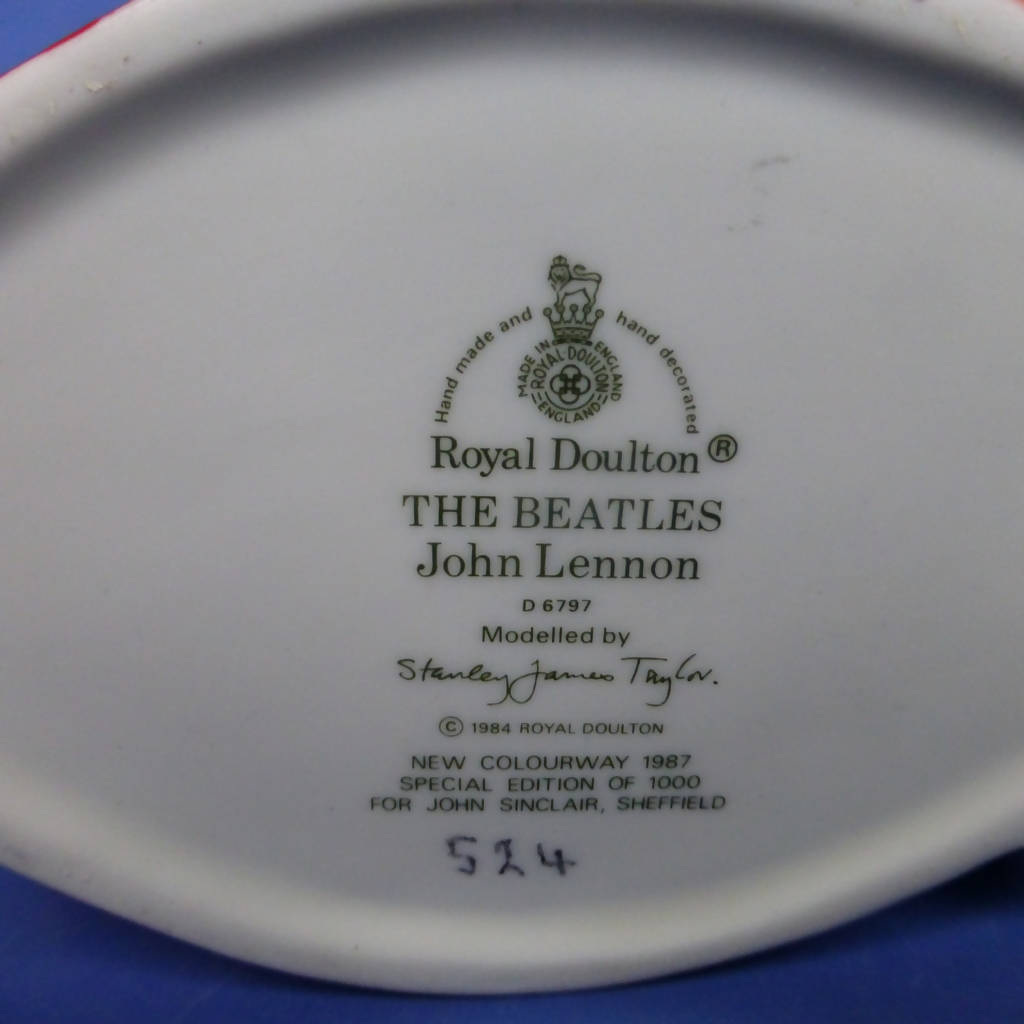 Hand made and hand decorated
MADE IN ENGLAND
ROYAL DOULTON
ENGLAND
Royal Doulton ®
THE BEATLES
John Lennon
D 6797
Modelled by
Stanley James Taylor.
© 1984 ROYAL DOULTON
NEW COLOURWAY 1987
SPECIAL EDITION OF 1000
FOR JOHN SINCLAIR, SHEFFIELD
524